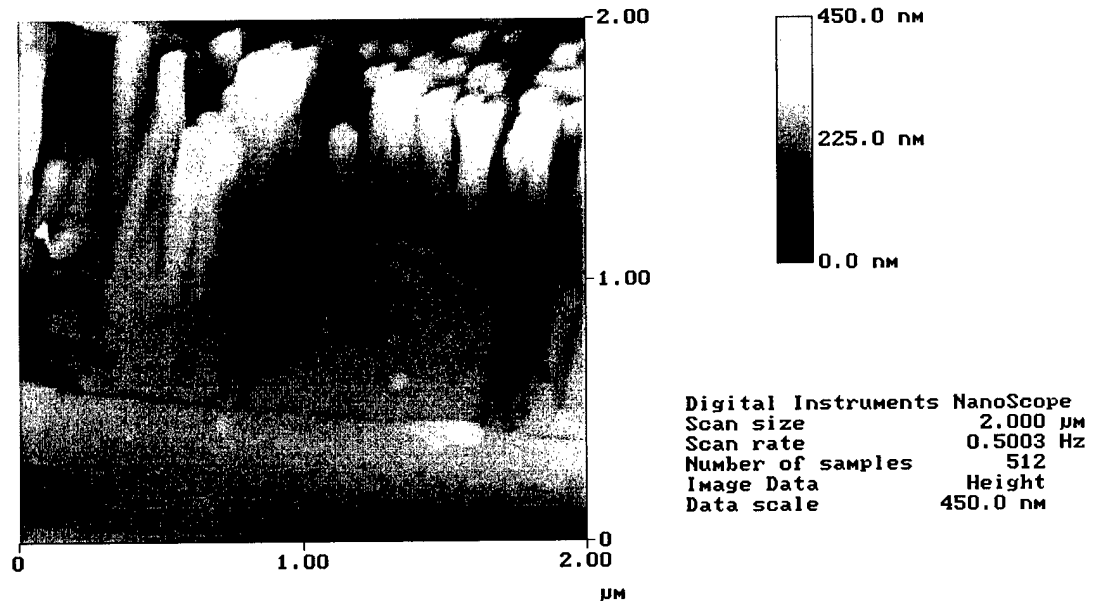 2.00
1.00
0
0
1.00
2.00
µm
450.0 nm
225.0 nm
0.0 nm
Digital Instruments NanoScope
Scan size 2.000 µm
Scan rate 0.5003 Hz
Number of samples 512
Image Data Height
Data scale 450.0 nm